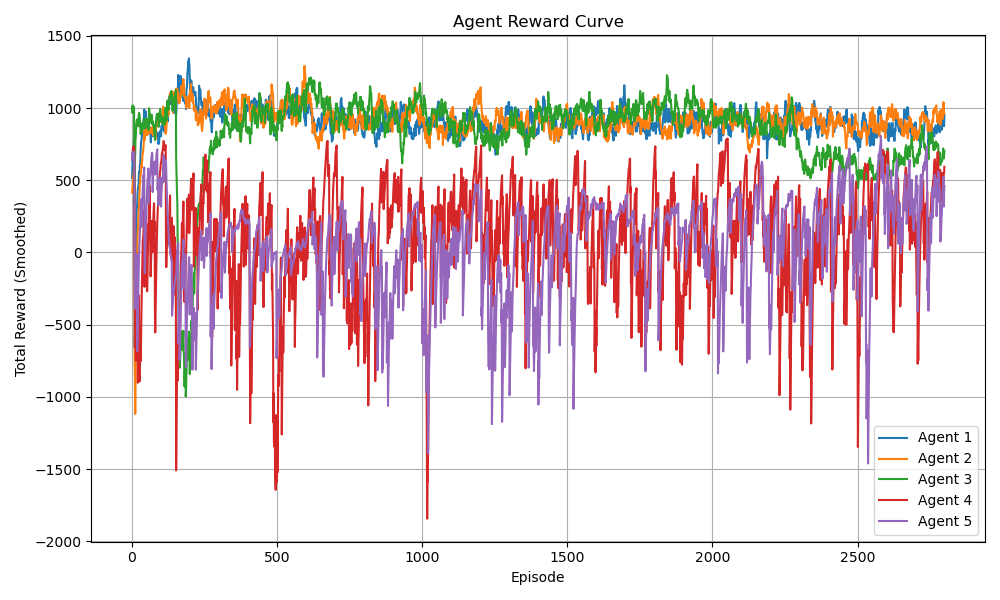 Agent Reward Curve
Total Reward (Smoothed)
1500
1000
500
0
−500
−1000
−1500
−2000
0 500 1000 1500 2000 2500
Episode
Agent 1
Agent 2
Agent 3
Agent 4
Agent 5